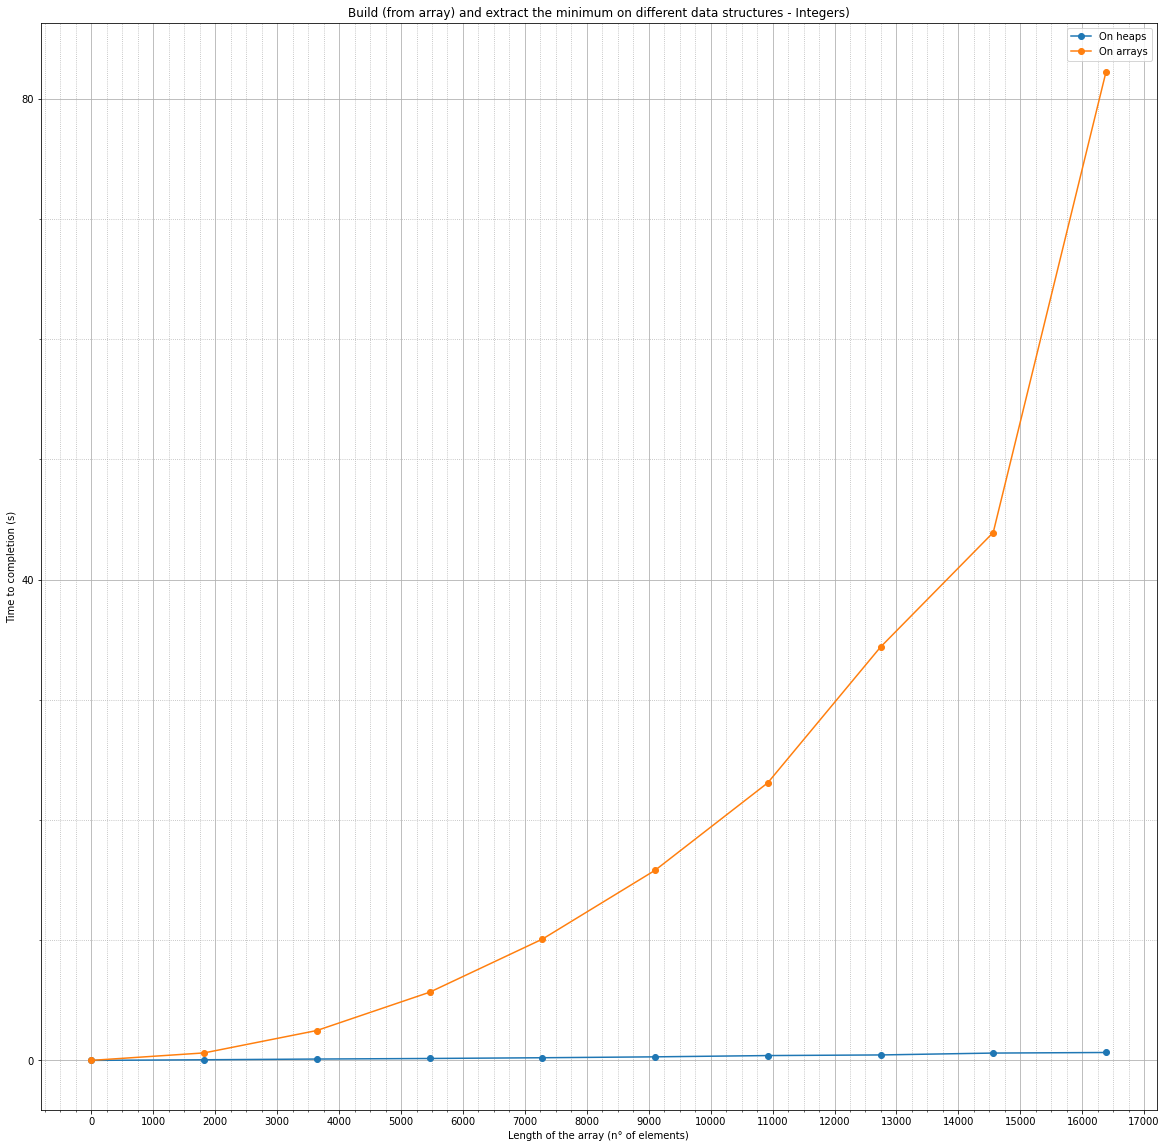 Build (from array) and extract the minimum on different data structures - Integers)
On heaps
On arrays
80
40
0
Time to completion (s)
0 1000 2000 3000 4000 5000 6000 7000 8000 9000 10000 11000 12000 13000 14000 15000 16000 17000
Length of the array (n° of elements)